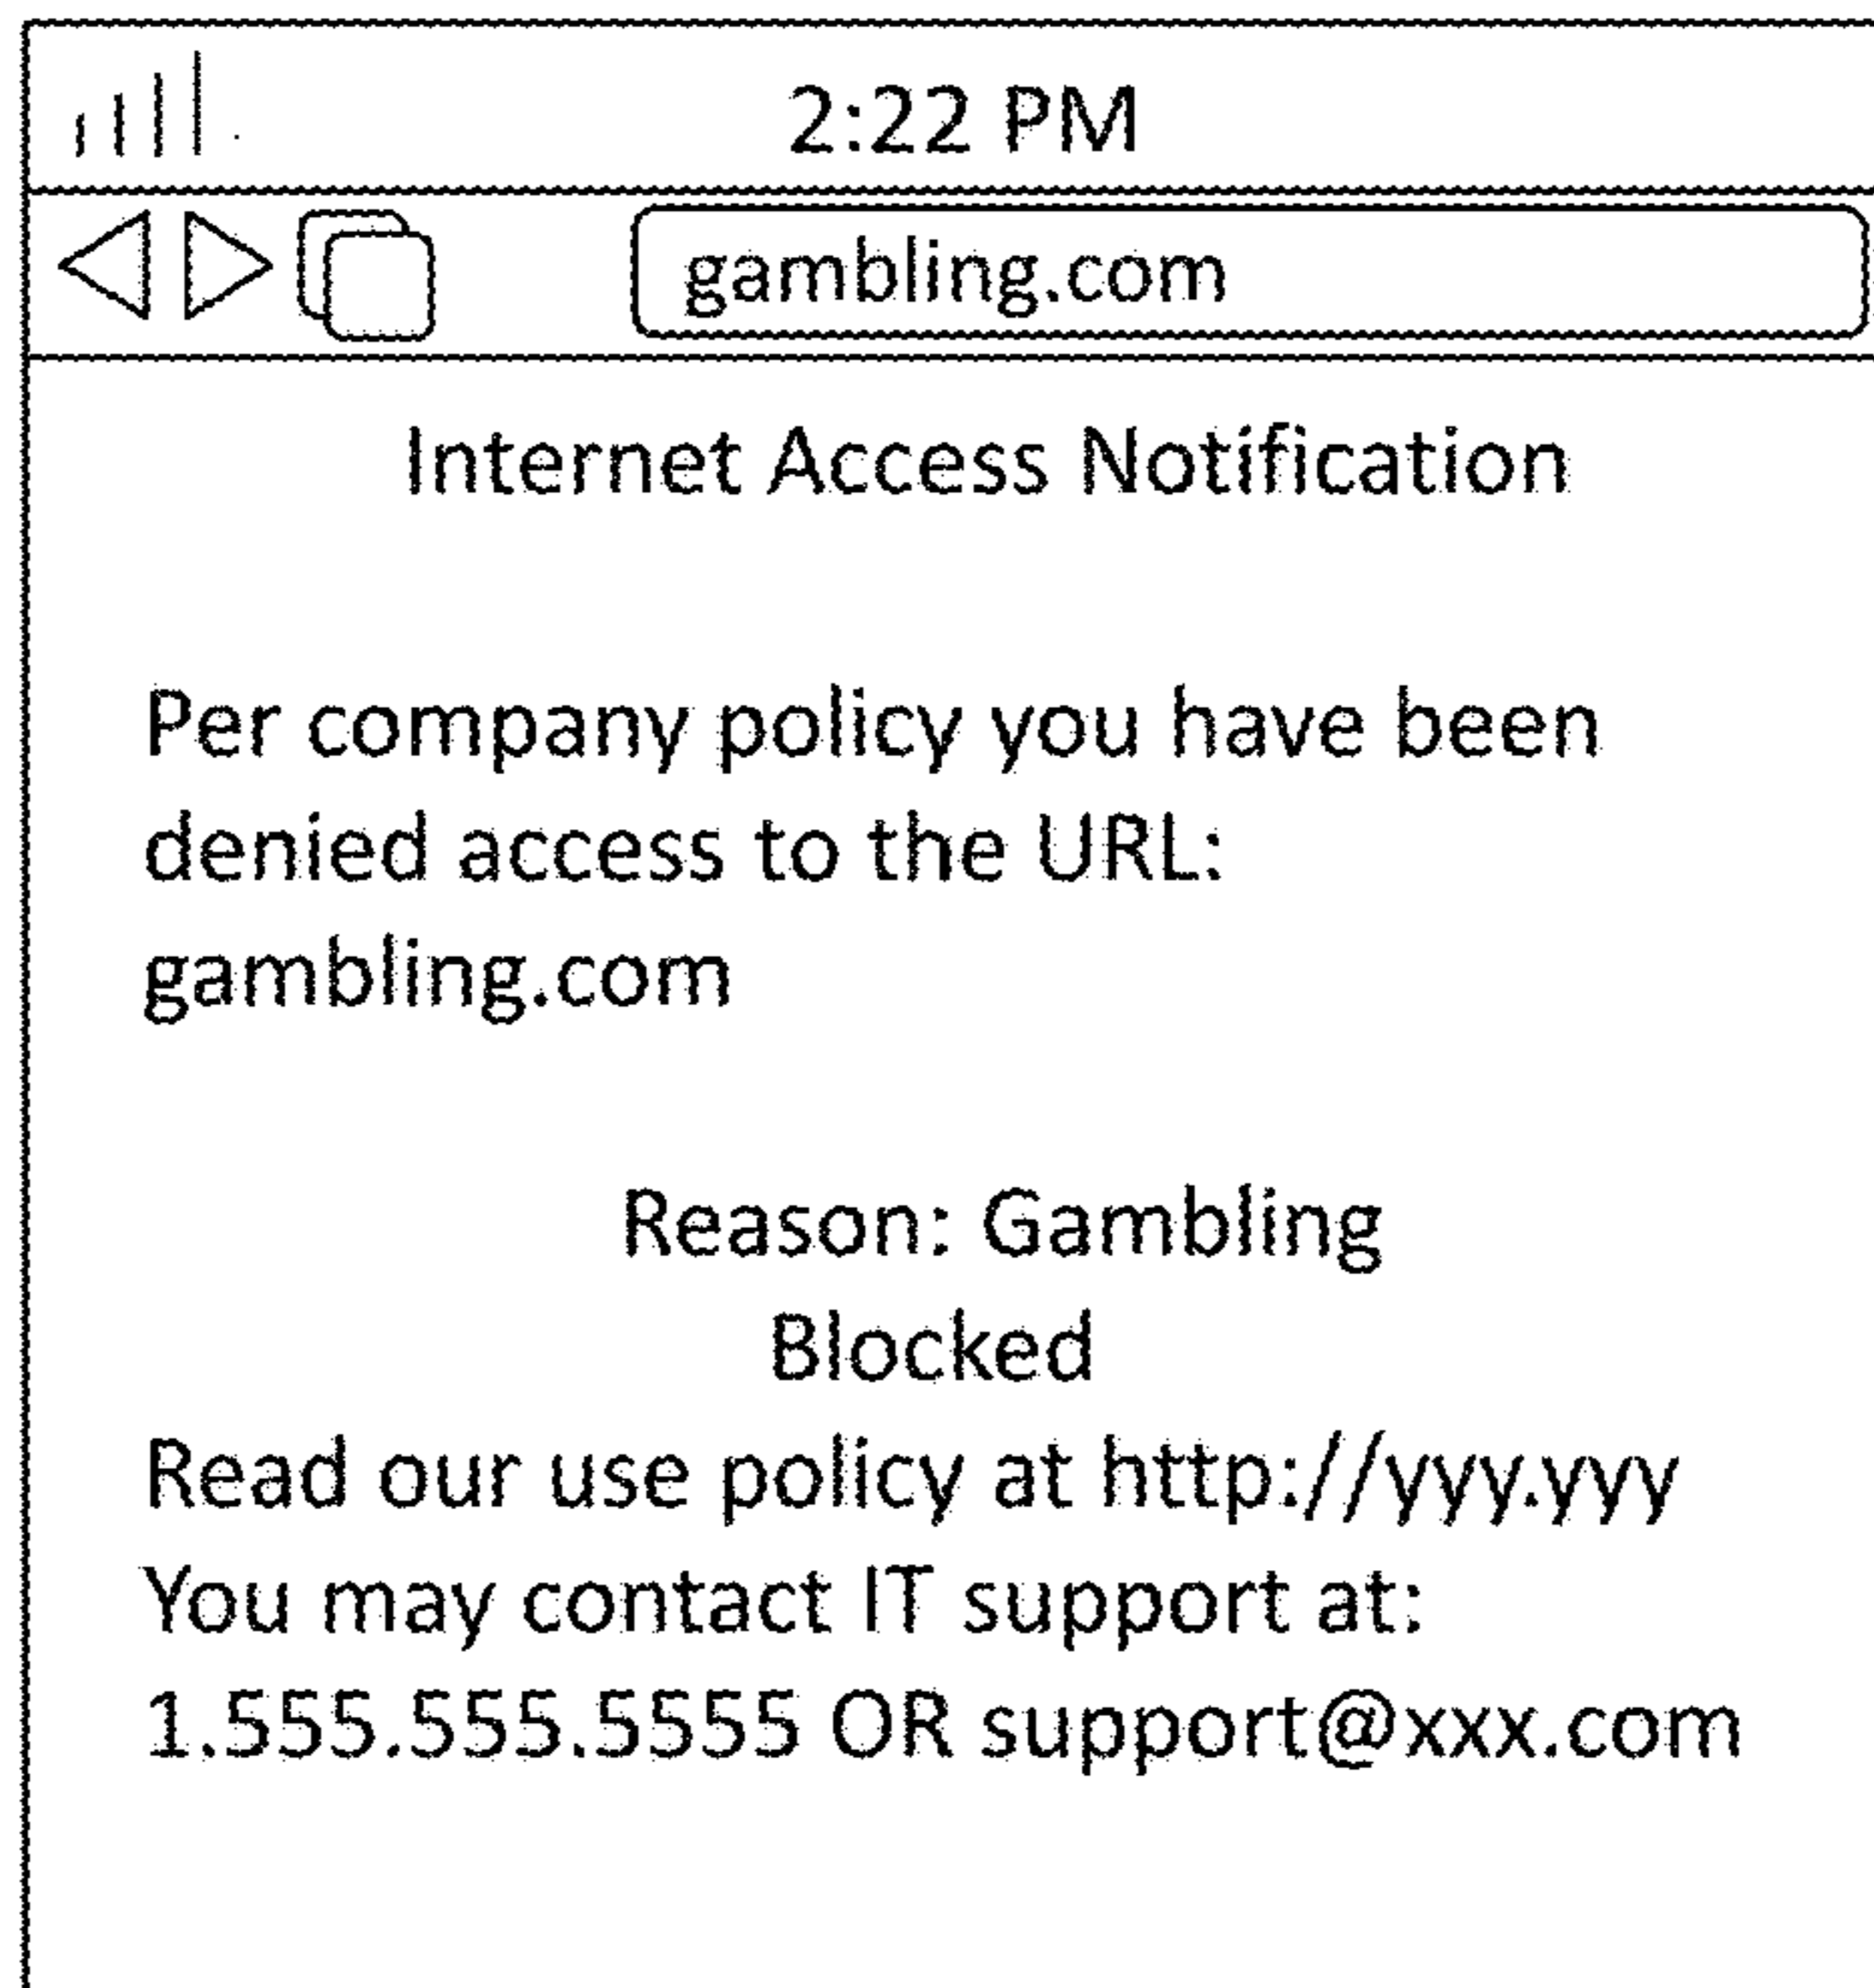 2:22 PM
gambling.com
Internet Access Notification
Per company policy you have been
denied access to the URL:
gambling.com
Reason: Gambling
Blocked
Read our use policy at http://yyy.yyy
You may contact IT support at:
1.555.555.5555 OR support@xxx.com